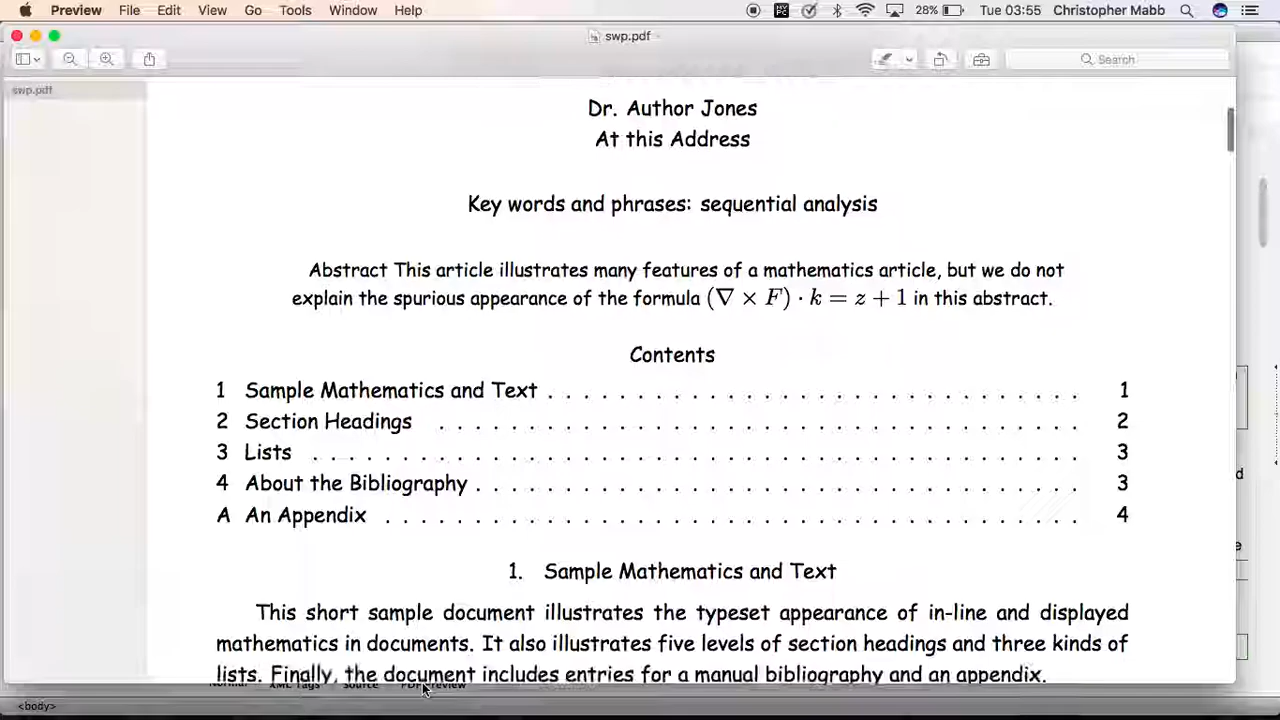 Preview File Edit View Go Tools Window Help 28% Tue 03:55 Christopher Mabb
swp.pdf
Search
swp.pdf
Dr. Author Jones
At this Address
Key words and phrases: sequential analysis
Abstract This article illustrates many features of a mathematics article, but we do not
explain the spurious appearance of the formula (∇ × F) · k = z + 1 in this abstract.
Contents
1 Sample Mathematics and Text . . . . . . . . . . . . . . . . . . . . . . . . . . . 1
2 Section Headings . . . . . . . . . . . . . . . . . . . . . . . . . . . . . . . . 2
3 Lists . . . . . . . . . . . . . . . . . . . . . . . . . . . . . . . . . . . . . . 3
4 About the Bibliography . . . . . . . . . . . . . . . . . . . . . . . . . . . . . . 3
A An Appendix . . . . . . . . . . . . . . . . . . . . . . . . . . . . . . . . . . . 4
1. Sample Mathematics and Text
This short sample document illustrates the typeset appearance of in-line and displayed
mathematics in documents. It also illustrates five levels of section headings and three kinds of
lists. Finally, the document includes entries for a manual bibliography and an appendix.
<body>